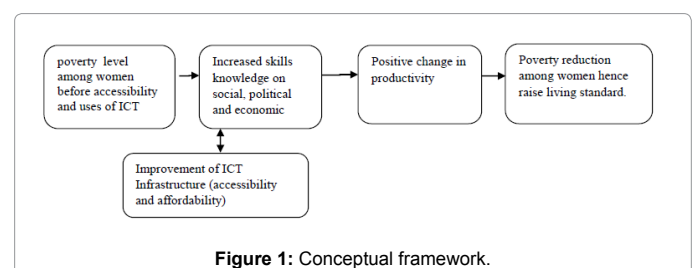 poverty level
among women
before accessibility
and uses of ICT
Increased skills
knowledge on
social, political
and economic
Positive change in
productivity
Poverty reduction
among women hence
raise living standard.
Improvement of ICT
Infrastructure (accessibility
and affordability)
Figure 1: Conceptual framework.